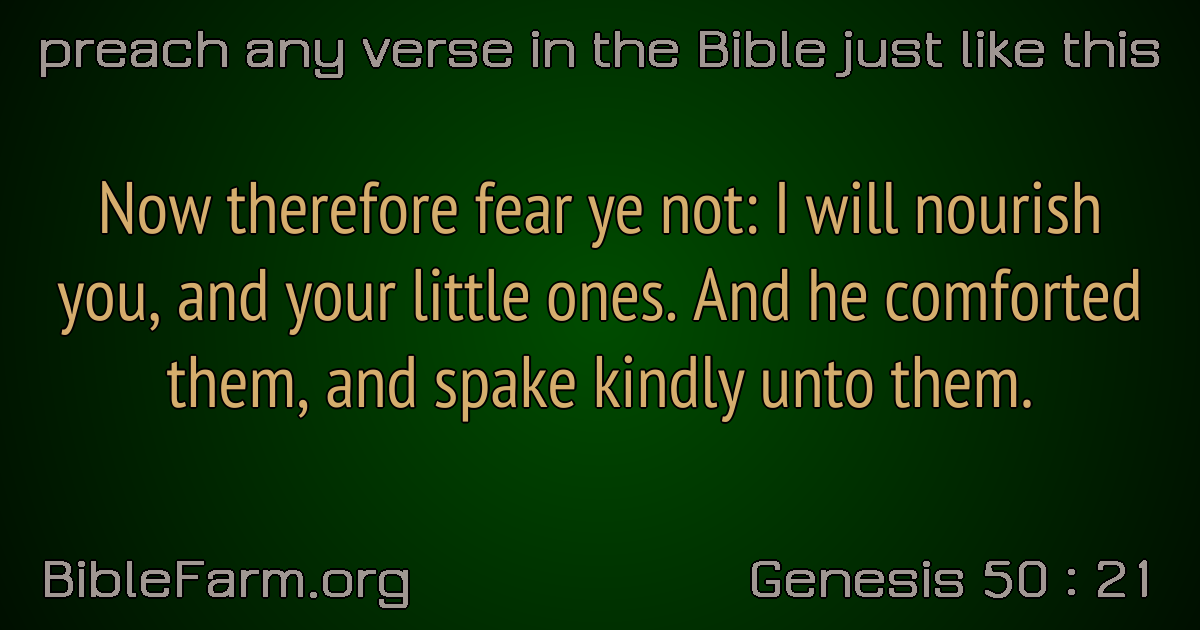 preach any verse in the Bible just like this
Now therefore fear ye not: I will nourish
you, and your little ones. And he comforted
them, and spake kindly unto them.
BibleFarm.org
Genesis 50 : 21